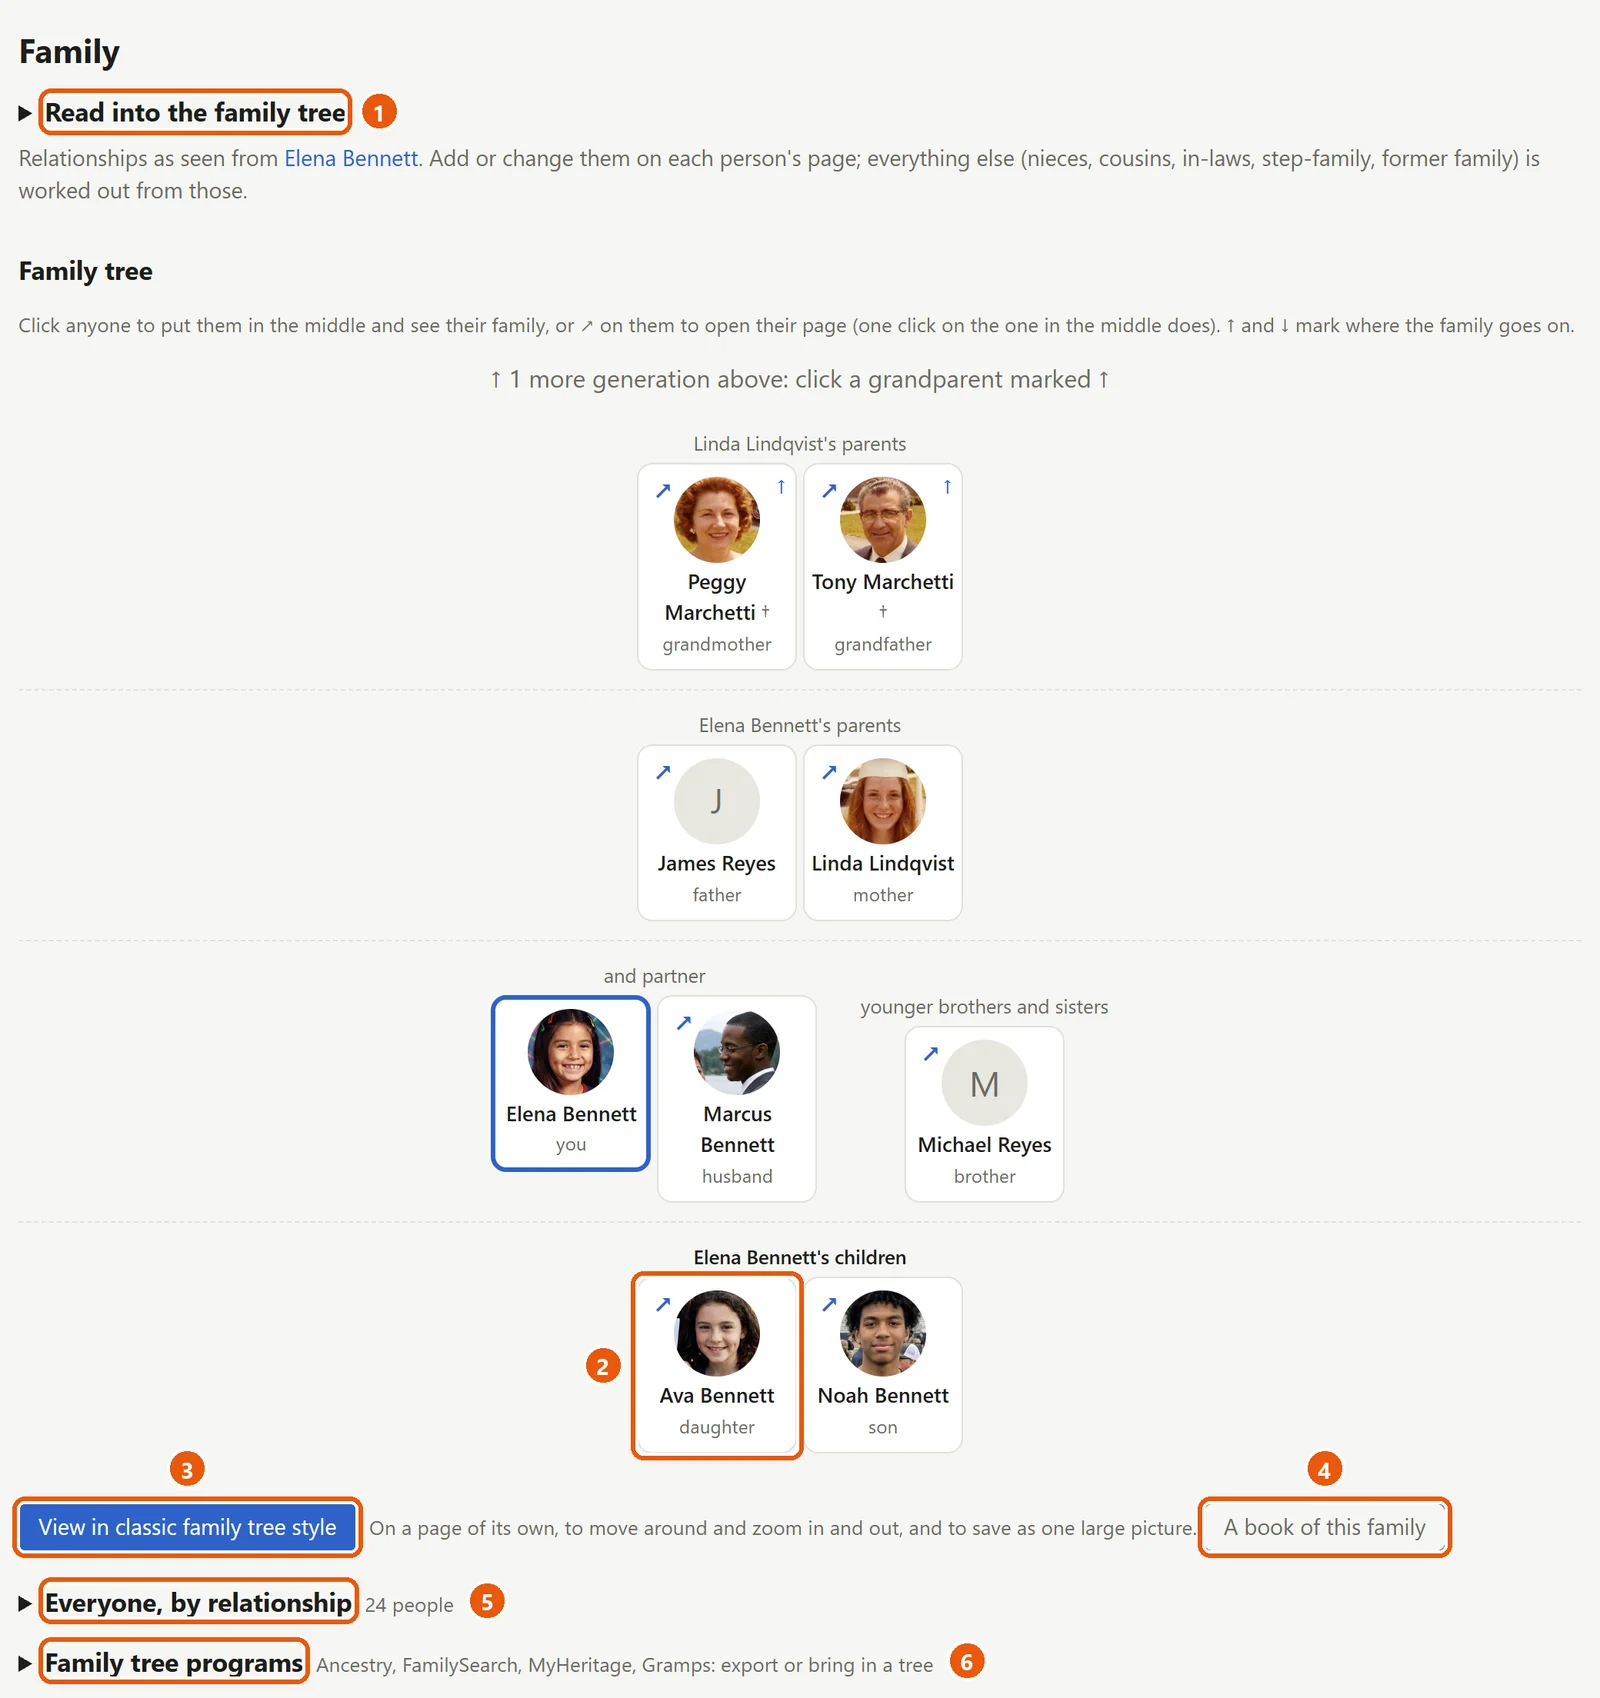 Family
▶ Read into the family tree 1
Relationships as seen from Elena Bennett. Add or change them on each person's page; everything else (nieces, cousins, in-laws, step-family, former family) is
worked out from those.
Family tree
Click anyone to put them in the middle and see their family, or ↗ on them to open their page (one click on the one in the middle does). ↑ and ↓ mark where the family goes on.
↑ 1 more generation above: click a grandparent marked ↑
Linda Lindqvist's parents
↗ ↑
Peggy
Marchetti †
grandmother
↗ ↑
Tony Marchetti
†
grandfather
Elena Bennett's parents
↗ J
James Reyes
father
↗
Linda Lindqvist
mother
and partner
Elena Bennett
you
↗
Marcus
Bennett
husband
younger brothers and sisters
↗ M
Michael Reyes
brother
Elena Bennett's children
2
↗
Ava Bennett
daughter
↗
Noah Bennett
son
3
View in classic family tree style On a page of its own, to move around and zoom in and out, and to save as one large picture.
4
A book of this family
▶ Everyone, by relationship 24 people 5
▶ Family tree programs Ancestry, FamilySearch, MyHeritage, Gramps: export or bring in a tree 6